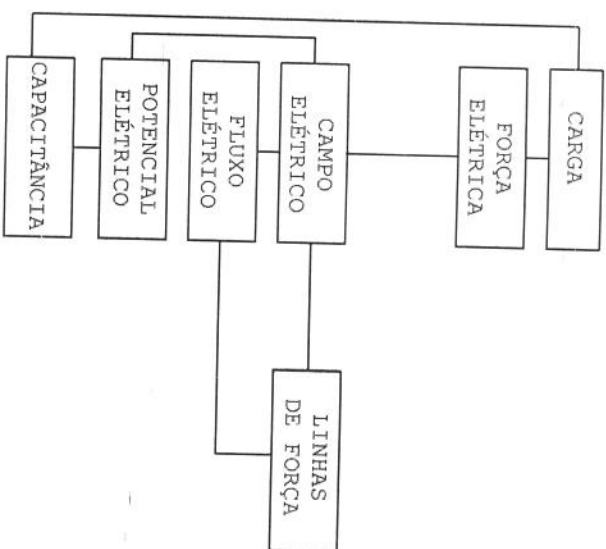 CARGA
FORÇA
ELÉTRICA
CAMPO
ELÉTRICO
LINHAS
DE FORÇA
FLUXO
ELÉTRICO
POTENCIAL
ELÉTRICO
CAPACITÂNCIA